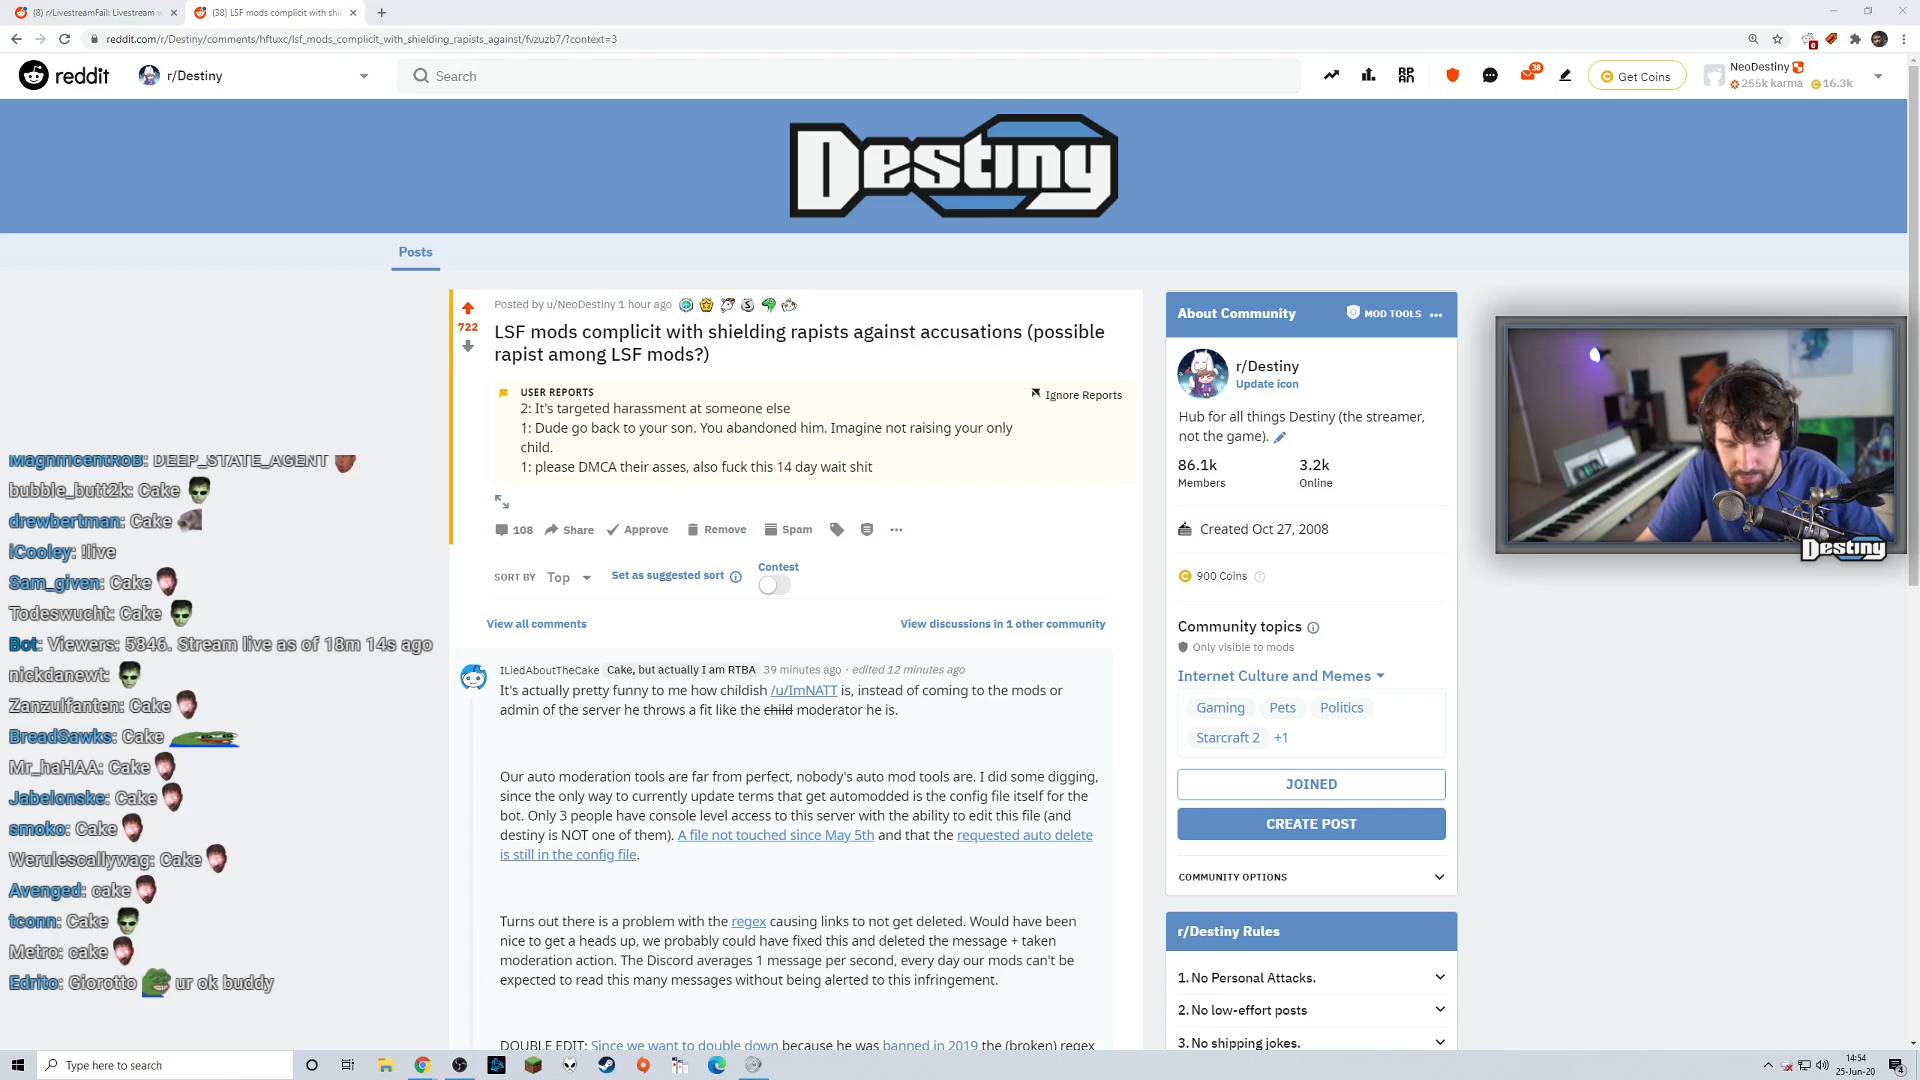 (8) r/LivestreamFail: Livestream w
(38) LSF mods complicit with shie
reddit.com/r/Destiny/comments/hftuxc/lsf_mods_complicit_with_shielding_rapists_against/fvzuzb7/?context=3
reddit
r/Destiny
Search
38
Get Coins
NeoDestiny
255k karma
16.3k
Destiny
Posts
Posted by u/NeoDestiny 1 hour ago
722
LSF mods complicit with shielding rapists against accusations (possible
rapist among LSF mods?)
USER REPORTS
Ignore Reports
2: It's targeted harassment at someone else
1: Dude go back to your son. You abandoned him. Imagine not raising your only
child.
1: please DMCA their asses, also fuck this 14 day wait shit
108
Share
Approve
Remove
Spam
SORT BY
Top
Set as suggested sort
Contest
View all comments
View discussions in 1 other community
ILiedAboutTheCake Cake, but actually I am RTBA 39 minutes ago · edited 12 minutes ago
It's actually pretty funny to me how childish /u/ImNATT is, instead of coming to the mods or
admin of the server he throws a fit like the child moderator he is.
Our auto moderation tools are far from perfect, nobody's auto mod tools are. I did some digging,
since the only way to currently update terms that get automodded is the config file itself for the
bot. Only 3 people have console level access to this server with the ability to edit this file (and
destiny is NOT one of them). A file not touched since May 5th and that the requested auto delete
is still in the config file.
Turns out there is a problem with the regex causing links to not get deleted. Would have been
nice to get a heads up, we probably could have fixed this and deleted the message + taken
moderation action. The Discord averages 1 message per second, every day our mods can't be
expected to read this many messages without being alerted to this infringement.
DOUBLE EDIT: Since we want to double down because he was banned in 2019 the (broken) regex
About Community
MOD TOOLS
r/Destiny
Update icon
Hub for all things Destiny (the streamer,
not the game).
86.1k
3.2k
Members
Online
Created Oct 27, 2008
900 Coins
Community topics
Only visible to mods
Internet Culture and Memes
Gaming
Pets
Politics
Starcraft 2
+1
JOINED
CREATE POST
COMMUNITY OPTIONS
r/Destiny Rules
1. No Personal Attacks.
2. No low-effort posts
3. No shipping jokes.
Destiny
MagnificentRoB: DEEP_STATE_AGENT
bubble_butt2k: Cake
drewbertman: Cake
iCooley: !live
Sam_given: Cake
Todeswucht: Cake
Bot: Viewers: 5846. Stream live as of 18m 14s ago
nickdanewt:
Zanzulfanten: Cake
BreadSawks: Cake
Mr_haHAA: Cake
Jabelonske: Cake
smoko: Cake
Werulescallywag: Cake
Avenged: cake
tconn: Cake
Metro: cake
Edrito: Giorotto ur ok buddy
Type here to search
14:54
25-Jun-20
4